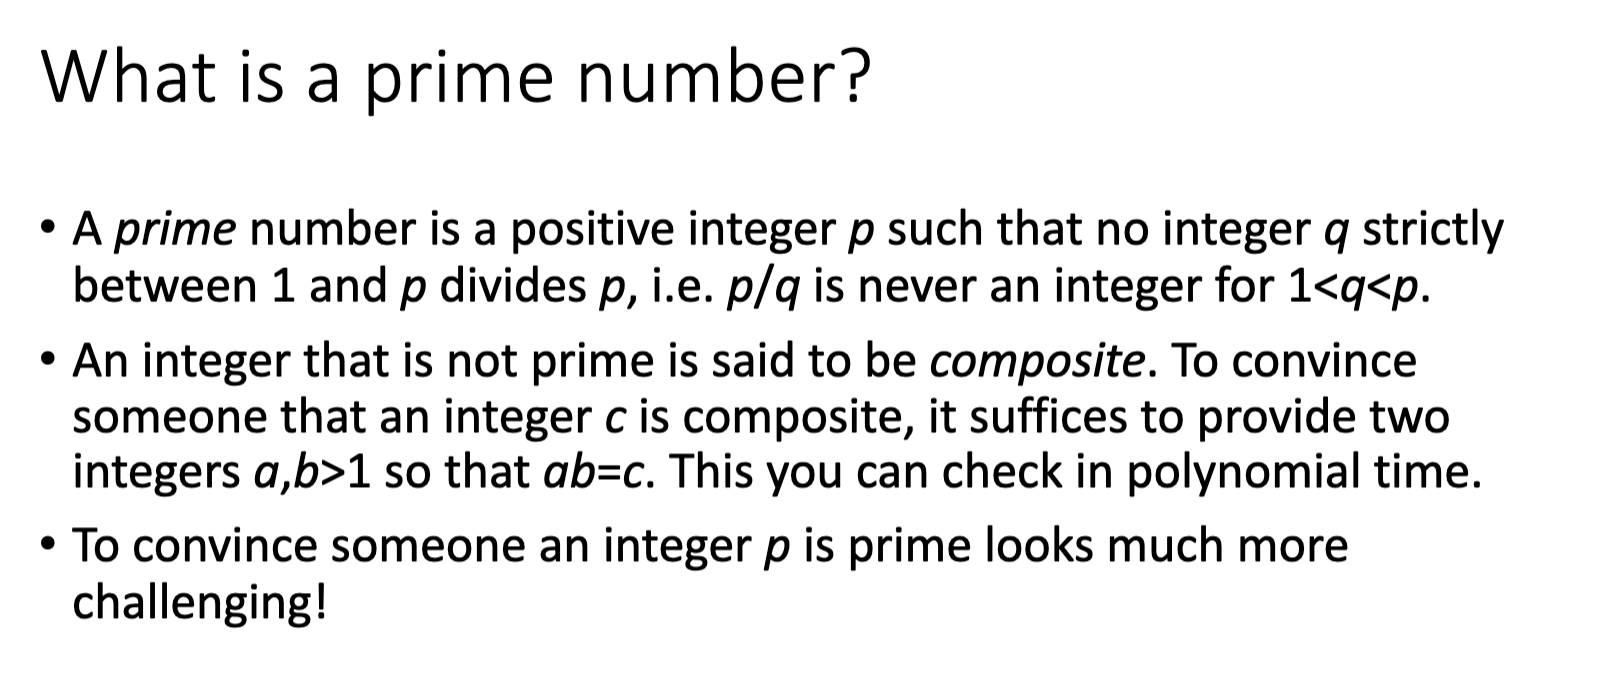 What is a prime number?
• A prime number is a positive integer p such that no integer q strictly
between 1 and p divides p, i.e. p/q is never an integer for 1<q<p.
• An integer that is not prime is said to be composite. To convince
someone that an integer c is composite, it suffices to provide two
integers a,b>1 so that ab=c. This you can check in polynomial time.
• To convince someone an integer p is prime looks much more
challenging!